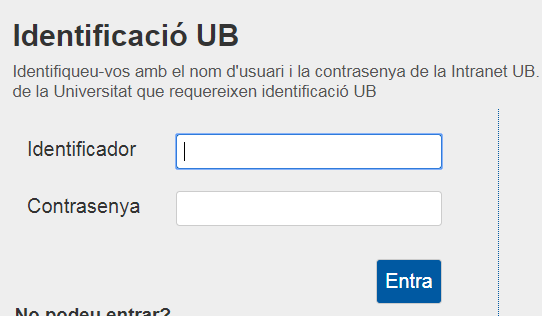 Identificació UB
Identifiqueu-vos amb el nom d'usuari i la contrasenya de la Intranet UB.
de la Universitat que requereixen identificació UB
Identificador
Contrasenya
Entra
No podeu entrar?